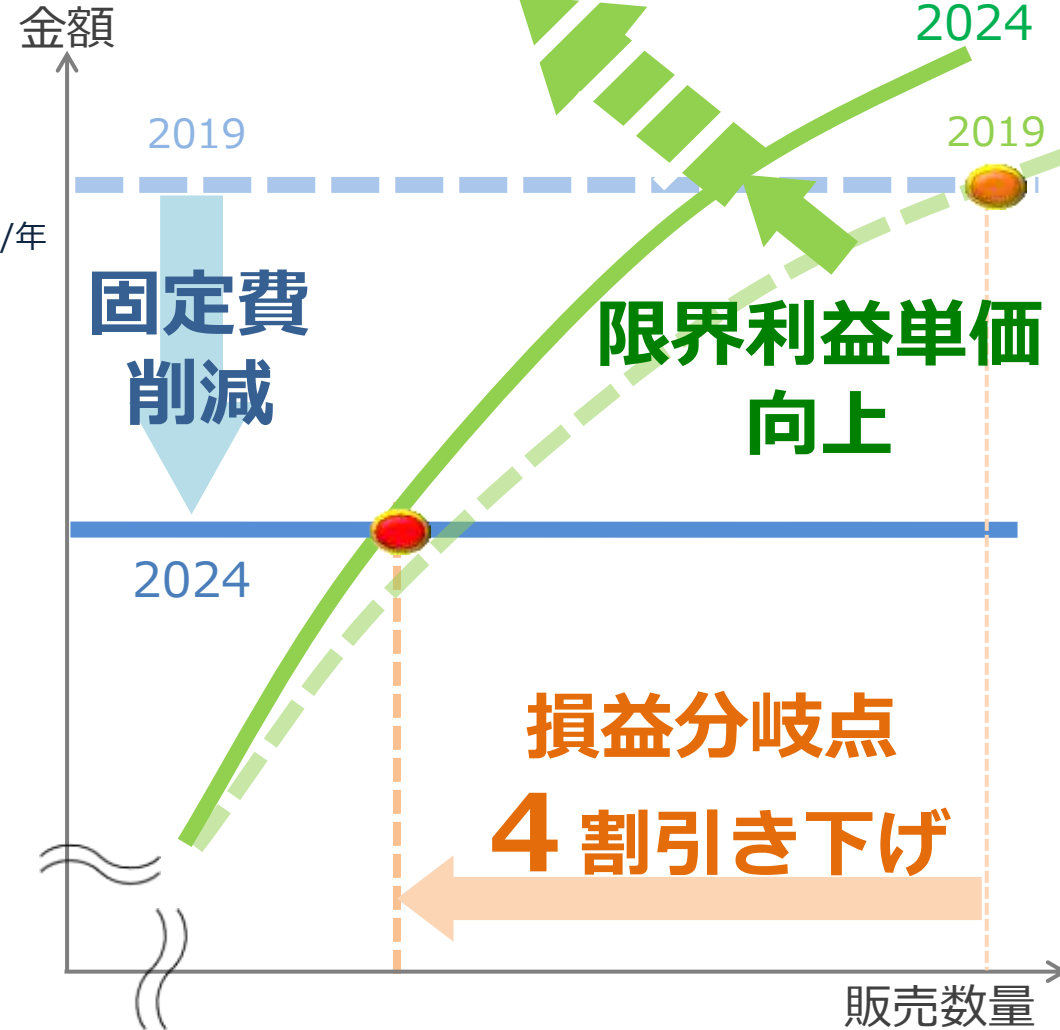 金額
2024
2019
2019
/年
固定費
削減
限界利益単価
向上
2024
損益分岐点
4割引き下げ
販売数量